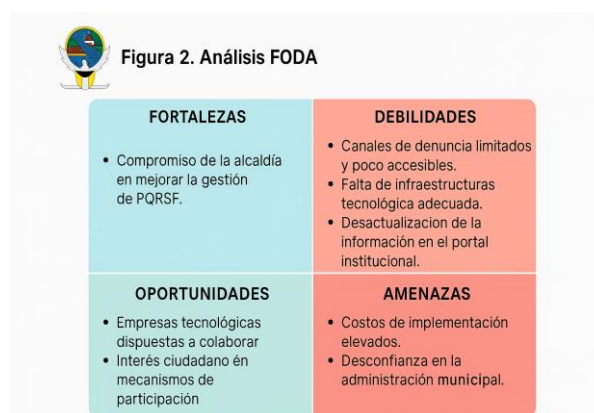 Figura 2. Análisis FODA
FORTALEZAS
• Compromiso de la alcaldía
en mejorar la gestión
de PQRSF.
DEBILIDADES
• Canales de denuncia limitados
y poco accesibles.
• Falta de infraestructuras
tecnológica adecuada.
• Desactualizacion de la
información en el portal
institucional.
OPORTUNIDADES
• Empresas tecnológicas
dispuestas a colaborar
• Interés ciudadano én
mecanismos de
participación
AMENAZAS
• Costos de implementación
elevados.
• Desconfianza en la
administración municipal.